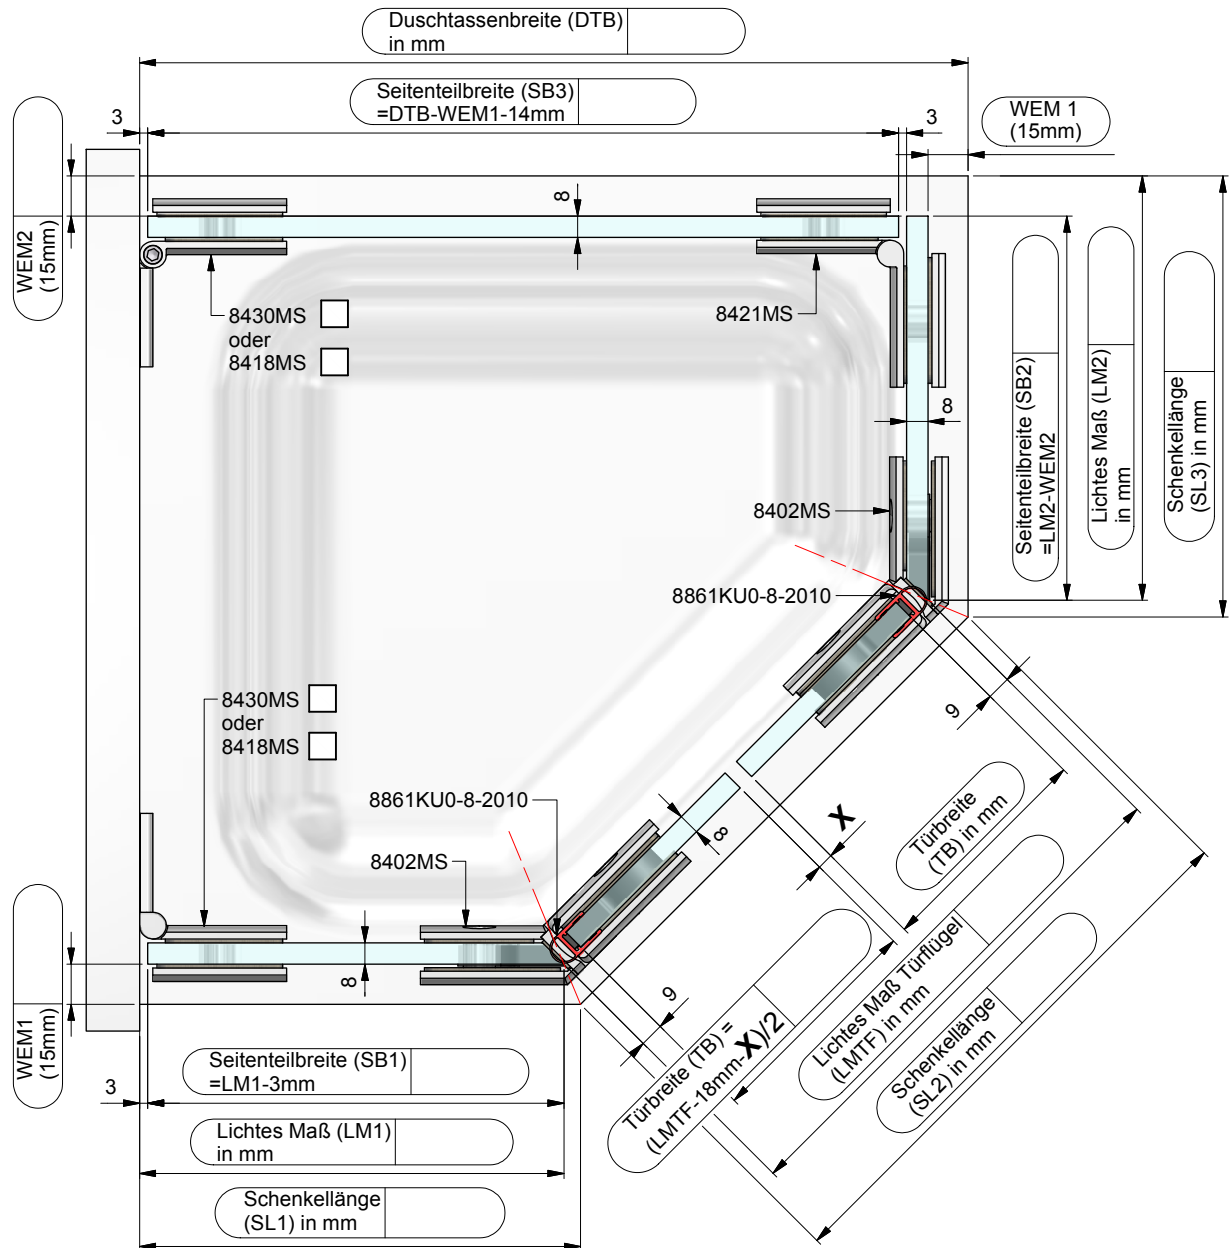 Duschtassenbreite (DTB)
in mm
Seitenteilbreite (SB3)
=DTB-WEM1-14mm
3
3
WEM 1
(15mm)
WEM2
(15mm)
8
8430MS
oder
8418MS
8421MS
Seitenteilbreite (SB2)
=LM2-WEM2
Lichtes Maß (LM2)
in mm
Schenkellänge
(SL3) in mm
8
8402MS
8861KU0-8-2010
8430MS
oder
8418MS
9
8861KU0-8-2010
8
X
Türbreite
(TB) in mm
8402MS
8
9
Türbreite (TB) =
(LMTF-18mm-X)/2
Lichtes Maß Türflügel
(LMTF) in mm
Schenkellänge
(SL2) in mm
WEM1
(15mm)
Seitenteilbreite (SB1)
=LM1-3mm
3
Lichtes Maß (LM1)
in mm
Schenkellänge
(SL1) in mm